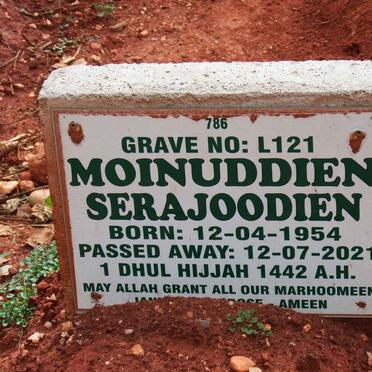 786
GRAVE NO: L121
MOINUDDIEN
SERAJOODIEN
BORN: 12-04-1954
PASSED AWAY: 12-07-2021
1 DHUL HIJJAH 1442 A.H.
MAY ALLAH GRANT ALL OUR MARHOOMEEN
- AMEEN